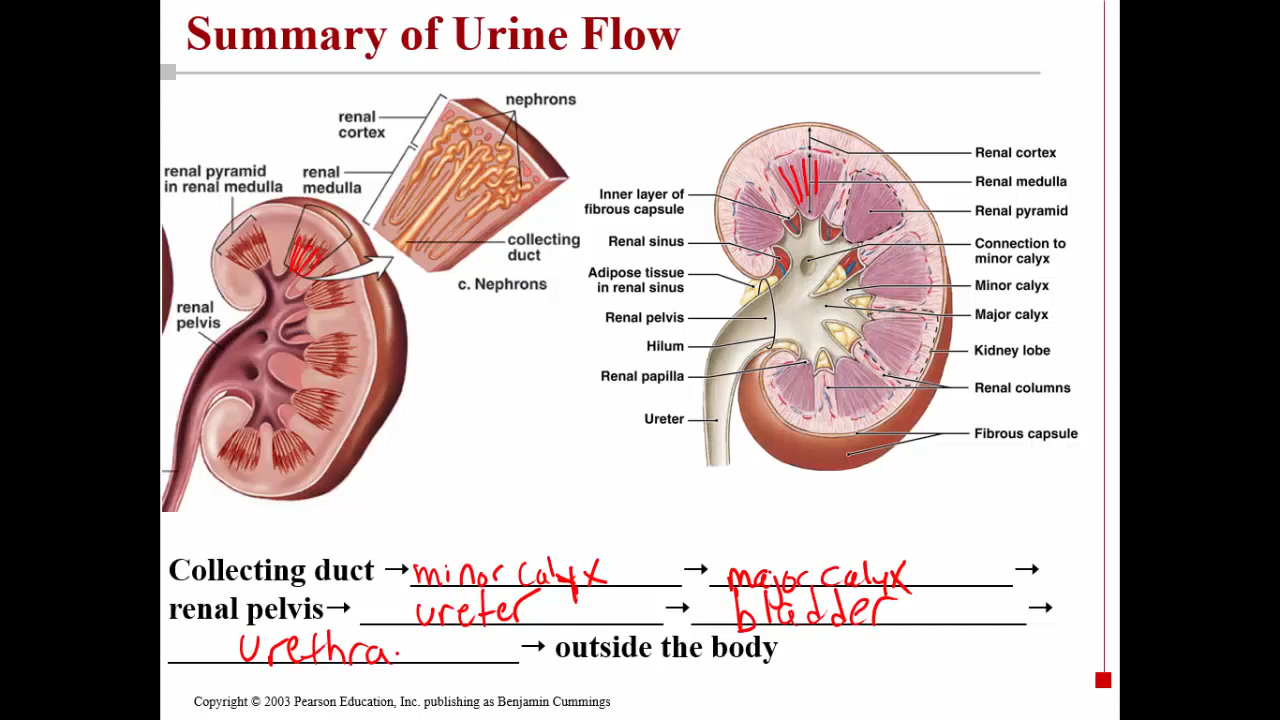 Summary of Urine Flow
nephrons
renal
cortex
renal pyramid
in renal medulla
renal
medulla
collecting
duct
c. Nephrons
renal
pelvis
Inner layer of
fibrous capsule
Renal sinus
Adipose tissue
in renal sinus
Renal pelvis
Hilum
Renal papilla
Ureter
Renal cortex
Renal medulla
Renal pyramid
Connection to
minor calyx
Minor calyx
Major calyx
Kidney lobe
Renal columns
Fibrous capsule
Collecting duct → minor calyx → major calyx →
renal pelvis → ureter → bladder →
urethra. → outside the body
Copyright © 2003 Pearson Education, Inc. publishing as Benjamin Cummings